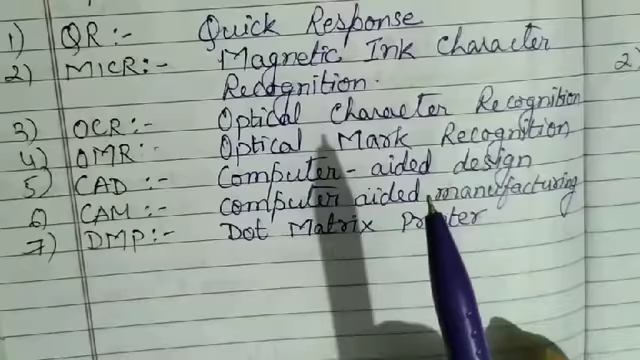 1) QR :- Quick Response
2) MICR :- Magnetic Ink Character
Recognition.
3) OCR :- Optical Character Recognition
4) OMR :- Optical Mark Recognition
5) CAD :- Computer-aided design
6) CAM :- Computer aided manufacturing
7) DMP :- Dot Matrix Printer
2)